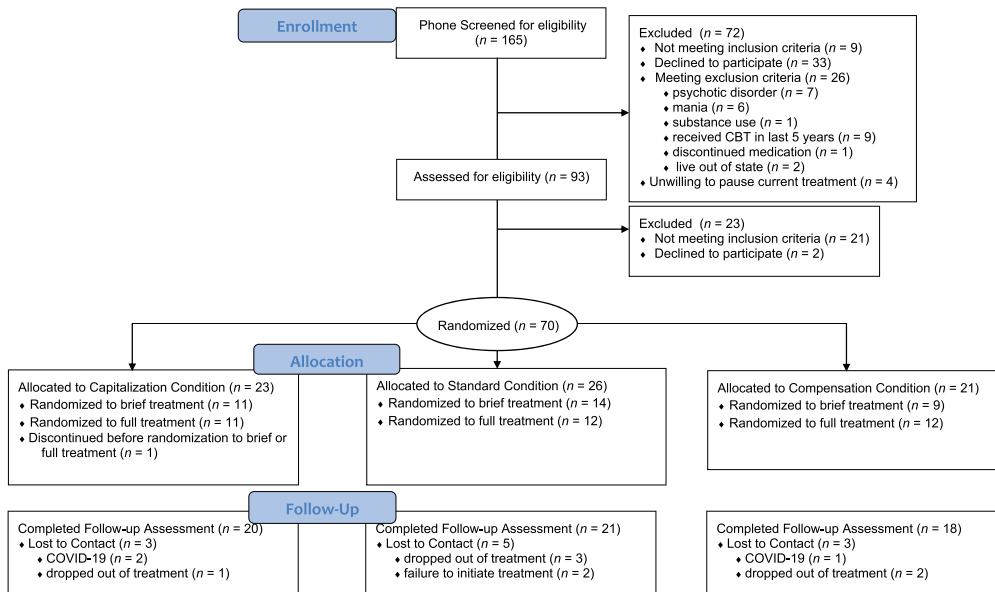 Enrollment
Phone Screened for eligibility
(n = 165)
Excluded (n = 72)
♦ Not meeting inclusion criteria (n = 9)
♦ Declined to participate (n = 33)
♦ Meeting exclusion criteria (n = 26)
♦ psychotic disorder (n = 7)
♦ mania (n = 6)
♦ substance use (n = 1)
♦ received CBT in last 5 years (n = 9)
♦ discontinued medication (n = 1)
♦ live out of state (n = 2)
♦ Unwilling to pause current treatment (n = 4)
Assessed for eligibility (n = 93)
Excluded (n = 23)
♦ Not meeting inclusion criteria (n = 21)
♦ Declined to participate (n = 2)
Randomized (n = 70)
Allocation
Allocated to Capitalization Condition (n = 23)
♦ Randomized to brief treatment (n = 11)
♦ Randomized to full treatment (n = 11)
♦ Discontinued before randomization to brief or
full treatment (n = 1)
Allocated to Standard Condition (n = 26)
♦ Randomized to brief treatment (n = 14)
♦ Randomized to full treatment (n = 12)
Allocated to Compensation Condition (n = 21)
♦ Randomized to brief treatment (n = 9)
♦ Randomized to full treatment (n = 12)
Follow-Up
Completed Follow-up Assessment (n = 20)
♦ Lost to Contact (n = 3)
♦ COVID-19 (n = 2)
♦ dropped out of treatment (n = 1)
Completed Follow-up Assessment (n = 21)
♦ Lost to Contact (n = 5)
♦ dropped out of treatment (n = 3)
♦ failure to initiate treatment (n = 2)
Completed Follow-up Assessment (n = 18)
♦ Lost to Contact (n = 3)
♦ COVID-19 (n = 1)
♦ dropped out of treatment (n = 2)